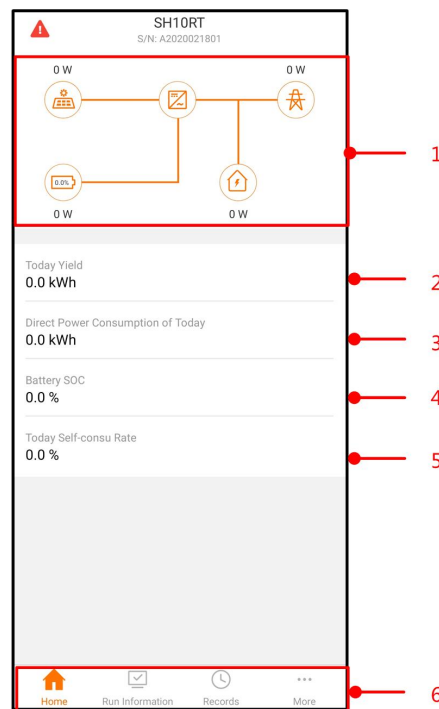 SH10RT
S/N: A2020021801
0 W
0 W
0.0%
0 W
0 W
1
Today Yield
0.0 kWh
2
Direct Power Consumption of Today
0.0 kWh
3
Battery SOC
0.0 %
4
Today Self-consu Rate
0.0 %
5
Home
Run Information
Records
More
6